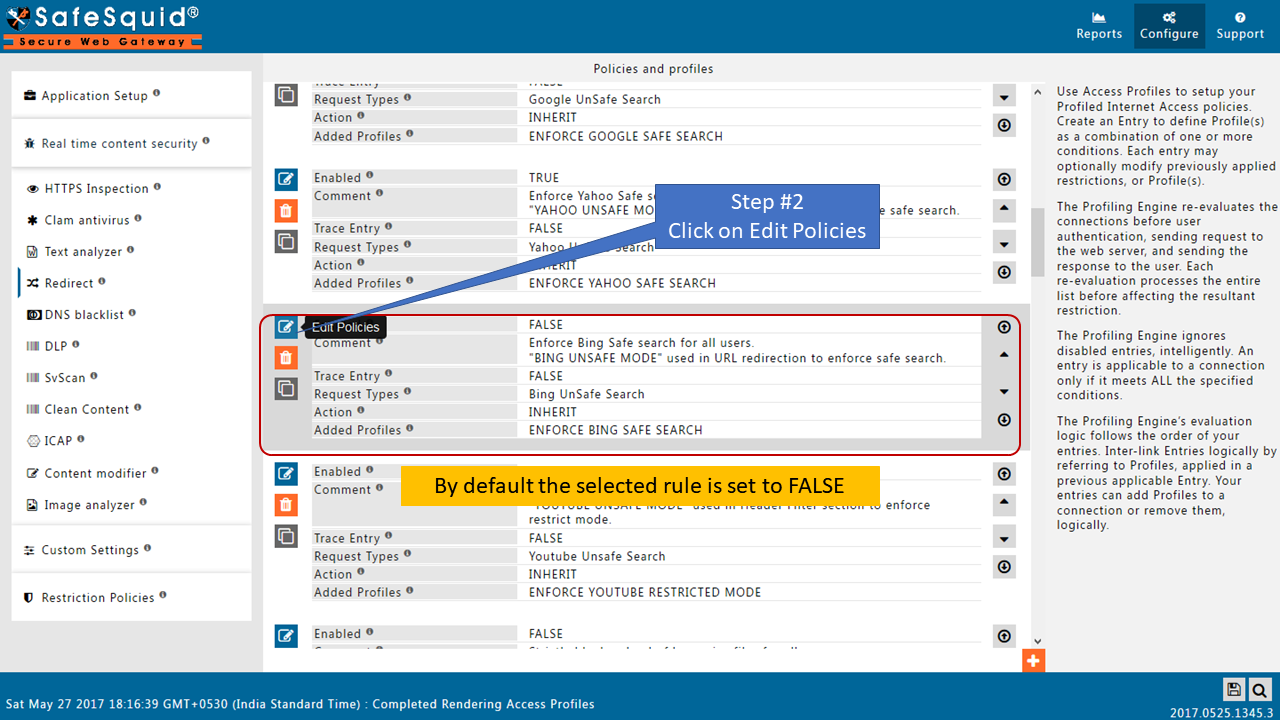 SafeSquid®
Secure Web Gateway
Reports
Configure
Support
Policies and profiles
Application Setup
Real time content security
HTTPS Inspection
Clam antivirus
Text analyzer
Redirect
DNS blacklist
DLP
SvScan
Clean Content
ICAP
Content modifier
Image analyzer
Custom Settings
Restriction Policies
Trace Entry FALSE
Request Types Google UnSafe Search
Action INHERIT
Added Profiles ENFORCE GOOGLE SAFE SEARCH
Enabled TRUE
Comment Enforce Yahoo Safe
"YAHOO UNSAFE safe search.
Trace Entry FALSE
Request Types Yahoo Search
Action INHERIT
Added Profiles ENFORCE YAHOO SAFE SEARCH
Step #2
Click on Edit Policies
Edit Policies
FALSE
Comment Enforce Bing Safe search for all users.
"BING UNSAFE MODE" used in URL redirection to enforce safe search.
Trace Entry FALSE
Request Types Bing UnSafe Search
Action INHERIT
Added Profiles ENFORCE BING SAFE SEARCH
By default the selected rule is set to FALSE
Enabled
Comment
"YOUTUBE UNSAFE MODE" used in Header Filter section to enforce
restrict mode.
Trace Entry FALSE
Request Types Youtube Unsafe Search
Action INHERIT
Added Profiles ENFORCE YOUTUBE RESTRICTED MODE
Enabled FALSE
Use Access Profiles to setup your
Profiled Internet Access policies.
Create an Entry to define Profile(s)
as a combination of one or more
conditions. Each entry may
optionally modify previously applied
restrictions, or Profile(s).
The Profiling Engine re-evaluates the
connections before user
authentication, sending request to
the web server, and sending the
response to the user. Each
re-evaluation processes the entire
list before affecting the resultant
restriction.
The Profiling Engine ignores
disabled entries, intelligently. An
entry is applicable to a connection
only if it meets ALL the specified
conditions.
The Profiling Engine's evaluation
logic follows the order of your
entries. Inter-link Entries logically by
referring to Profiles, applied in a
previous applicable Entry. Your
entries can add Profiles to a
connection or remove them,
logically.
Sat May 27 2017 18:16:39 GMT+0530 (India Standard Time) : Completed Rendering Access Profiles
2017.0525.1345.3